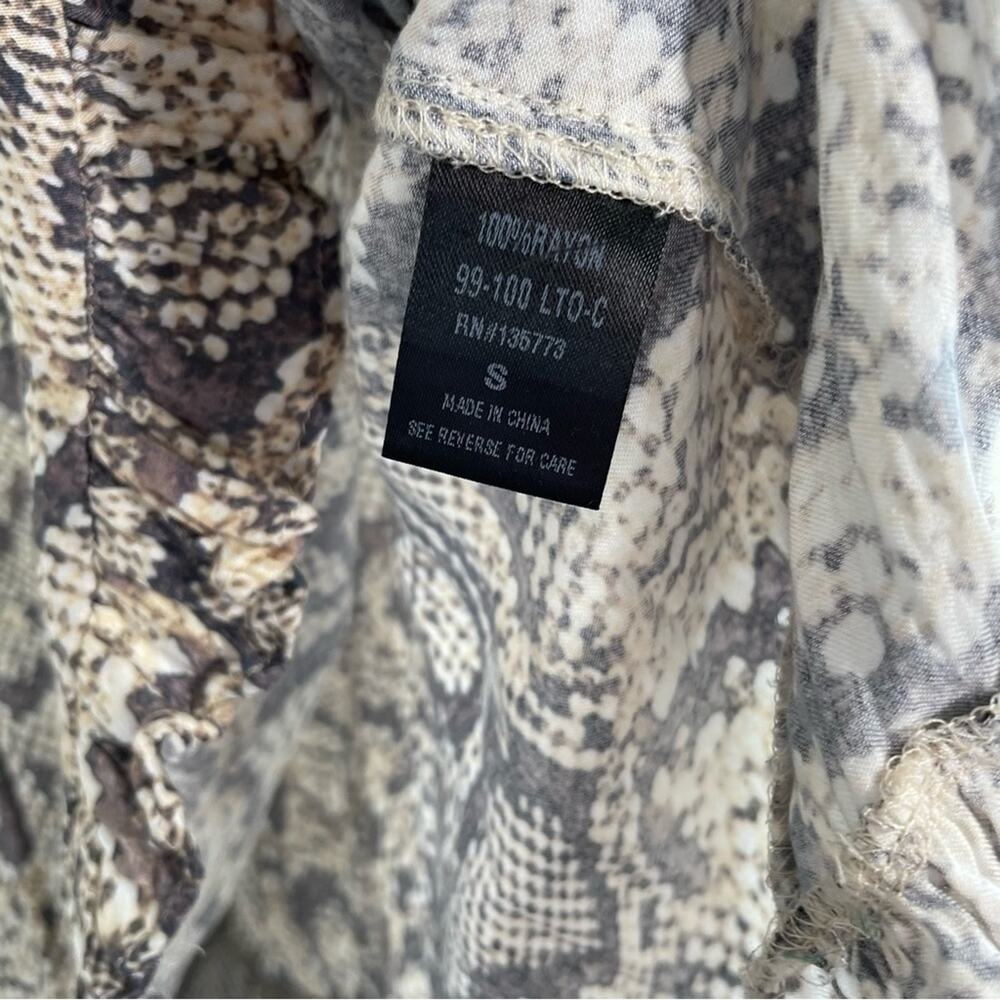 100%RAYON
99-100 LTO-C
RN#135773
S
MADE IN CHINA
SEE REVERSE FOR CARE